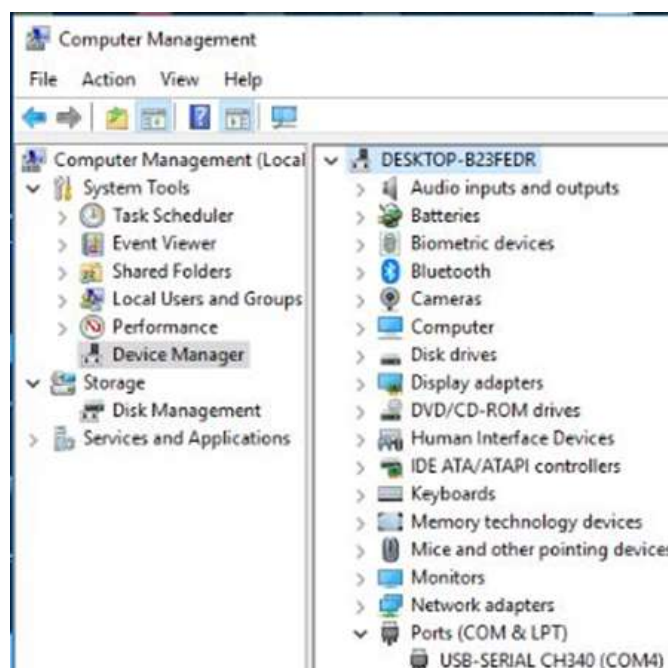 Computer Management
File Action View Help
Computer Management (Local
System Tools
Task Scheduler
Event Viewer
Shared Folders
Local Users and Groups
Performance
Device Manager
Storage
Disk Management
Services and Applications
DESKTOP-B23FEDR
Audio inputs and outputs
Batteries
Biometric devices
Bluetooth
Cameras
Computer
Disk drives
Display adapters
DVD/CD-ROM drives
Human Interface Devices
IDE ATA/ATAPI controllers
Keyboards
Memory technology devices
Mice and other pointing devices
Monitors
Network adapters
Ports (COM & LPT)
USB-SERIAL CH340 (COM4)